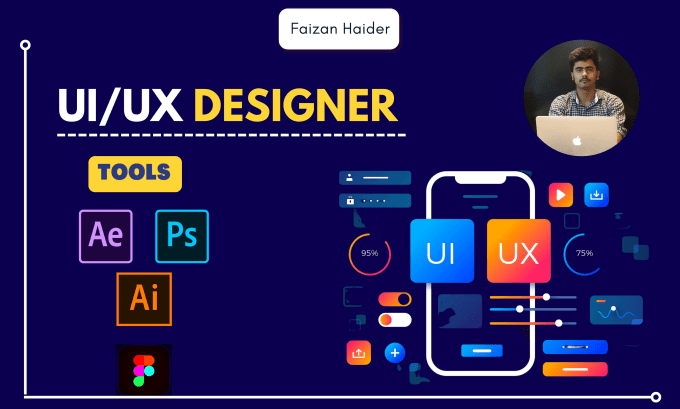 Faizan Haider
UI/UX DESIGNER
TOOLS
Ae Ps
Ai
95%
UI UX
75%